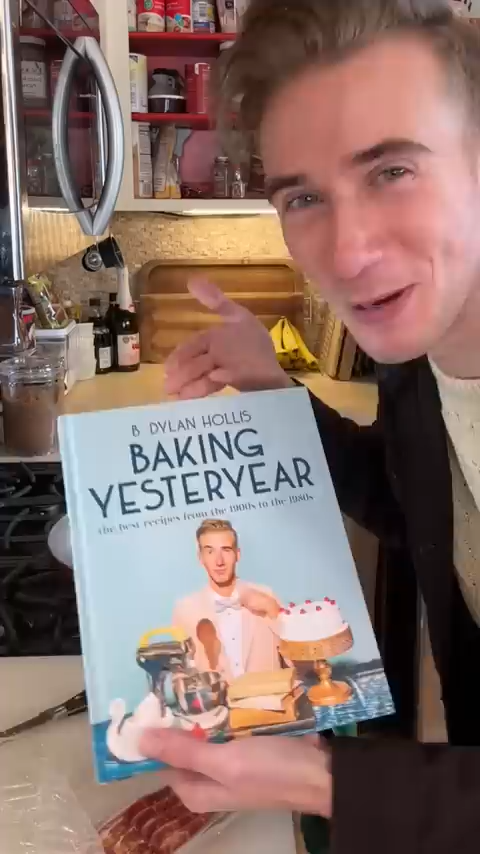 B DYLAN HOLLIS
BAKING
YESTERYEAR
the best recipes from the 1900s to the 1980s